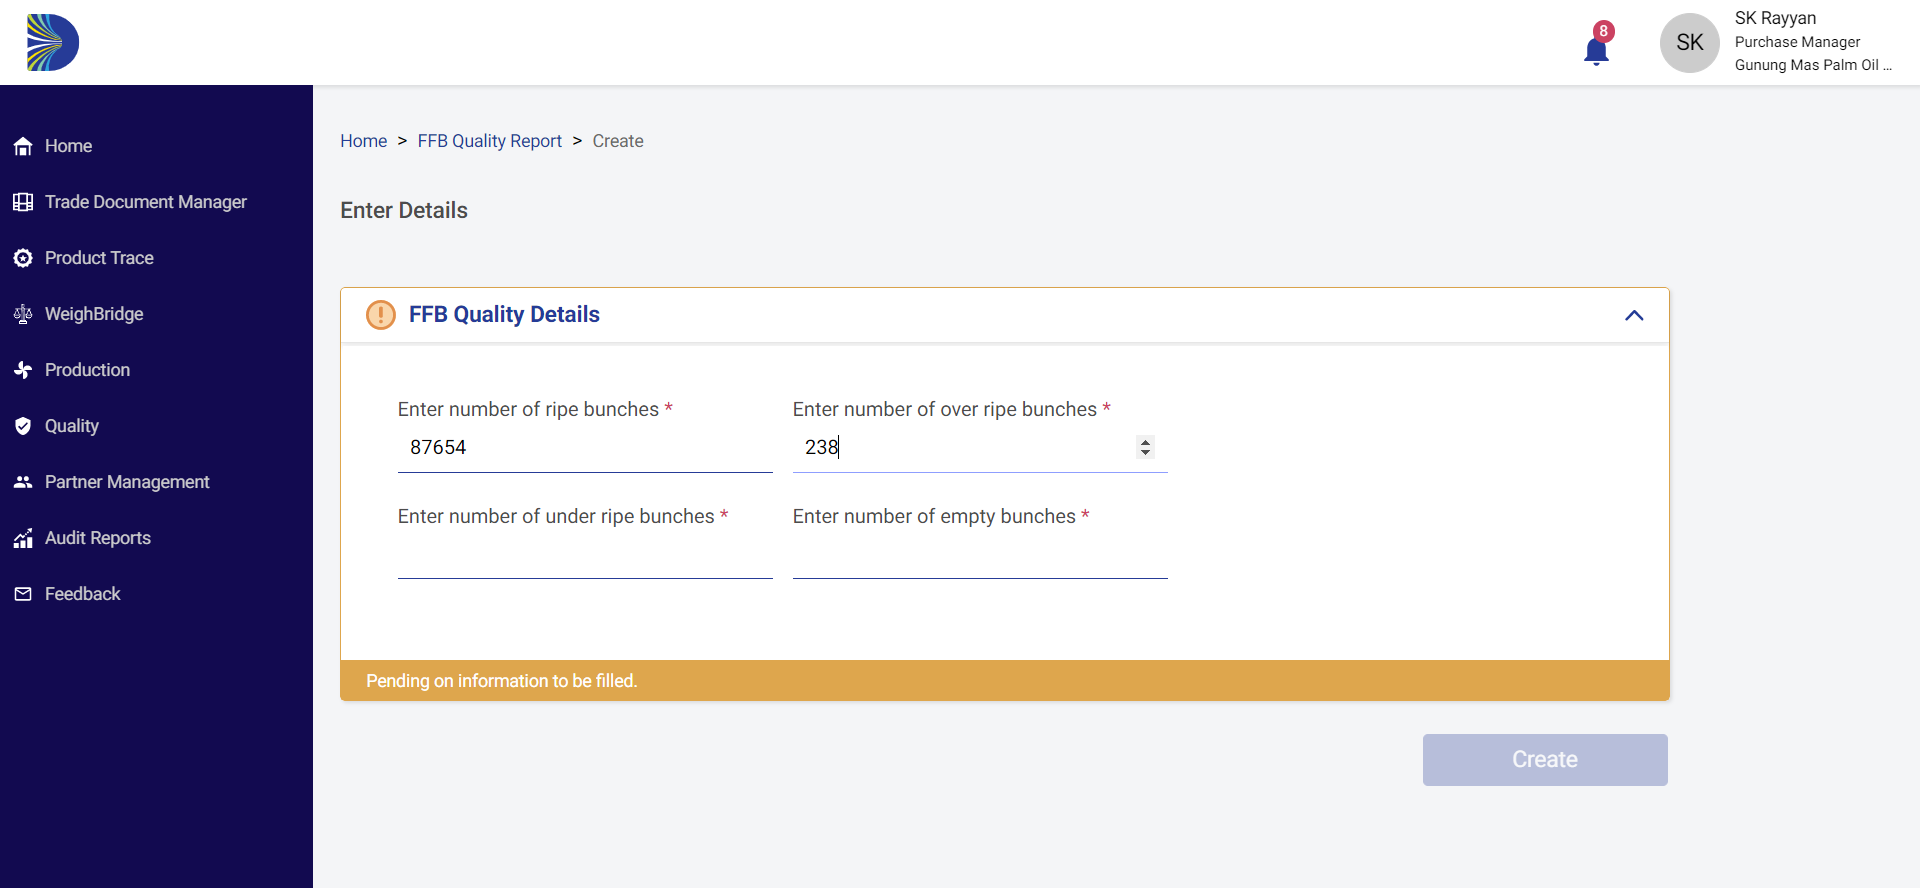 8
SK
SK Rayyan
Purchase Manager
Gunung Mas Palm Oil ...
Home
Trade Document Manager
Product Trace
WeighBridge
Production
Quality
Partner Management
Audit Reports
Feedback
Home > FFB Quality Report > Create
Enter Details
FFB Quality Details
Enter number of ripe bunches *
87654
Enter number of over ripe bunches *
238
Enter number of under ripe bunches *
Enter number of empty bunches *
Pending on information to be filled.
Create